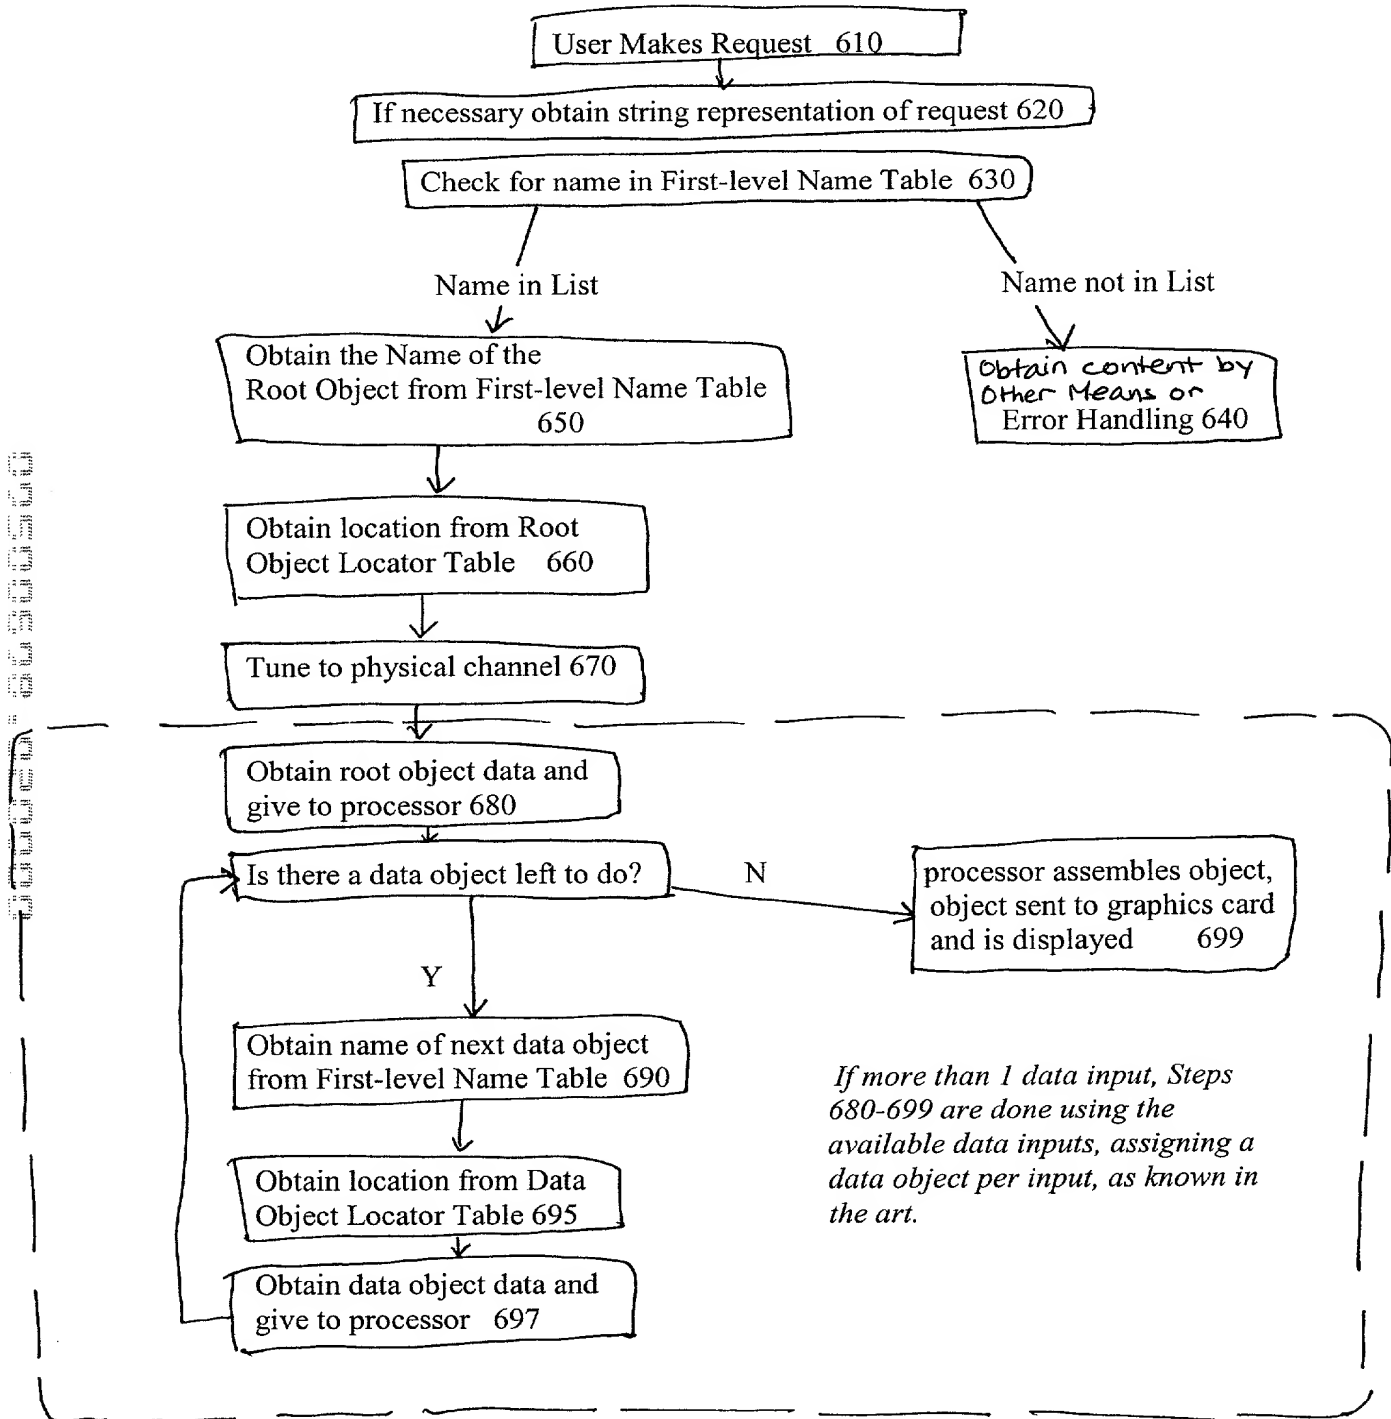 User Makes Request 610
If necessary obtain string representation of request 620
Check for name in First-level Name Table 630
Name in List
Name not in List
Obtain the Name of the
Root Object from First-level Name Table
650
Obtain content by
Other Means or
Error Handling 640
Obtain location from Root
Object Locator Table 660
Tune to physical channel 670
Obtain root object data and
give to processor 680
Is there a data object left to do?
N
processor assembles object,
object sent to graphics card
and is displayed 699
Y
Obtain name of next data object
from First-level Name Table 690
If more than 1 data input, Steps
680-699 are done using the
available data inputs, assigning a
data object per input, as known in
the art.
Obtain location from Data
Object Locator Table 695
Obtain data object data and
give to processor 697